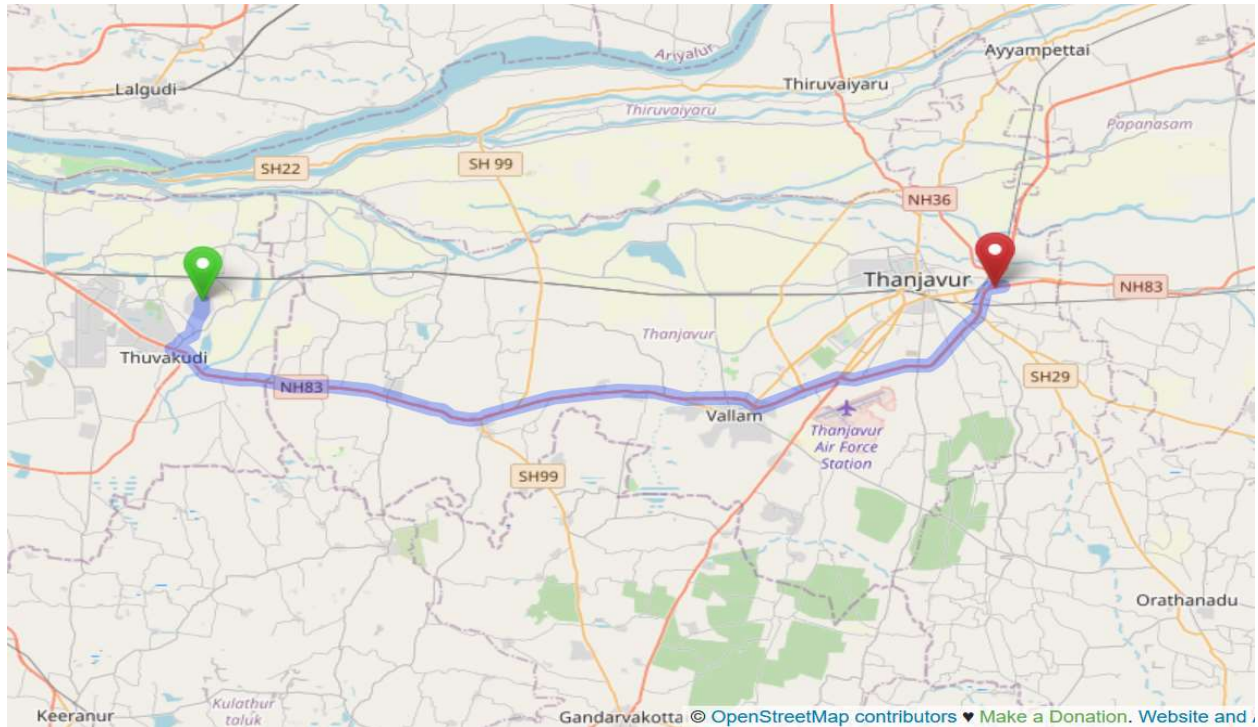 Ayyampettai
Ariyalur
Lalgudi
Thiruvaiyaru
Thiruvaiyaru
Papanasam
SH22
SH 99
NH36
Thanjavur
NH83
Thanjavur
Thuvakudi
NH83
SH29
Vallam
Thanjavur
Air Force
Station
SH99
Orathanadu
Kulathur
taluk
Keeranur
Gandarvakotta
© OpenStreetMap contributors ♥ Make a Donation. Website and